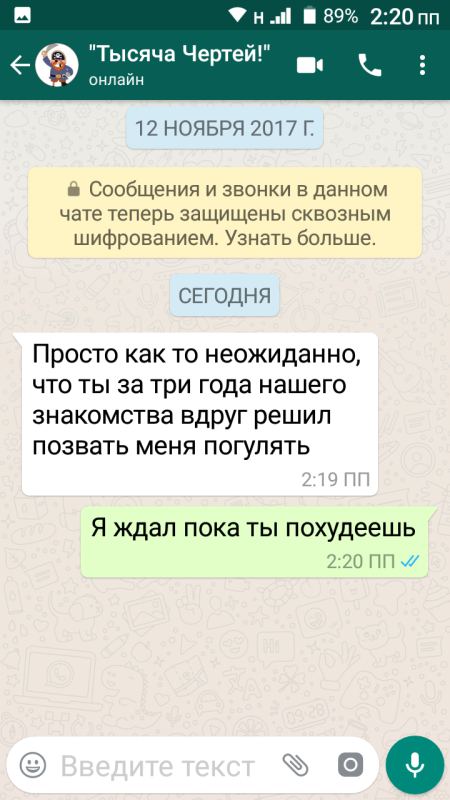 н 89% 2:20 пп
"Тысяча Чертей!"
онлайн
12 НОЯБРЯ 2017 Г.
Сообщения и звонки в данном
чате теперь защищены сквозным
шифрованием. Узнать больше.
СЕГОДНЯ
Просто как то неожиданно,
что ты за три года нашего
знакомства вдруг решил
позвать меня погулять
2:19 ПП
Я ждал пока ты похудеешь
2:20 ПП
Введите текст